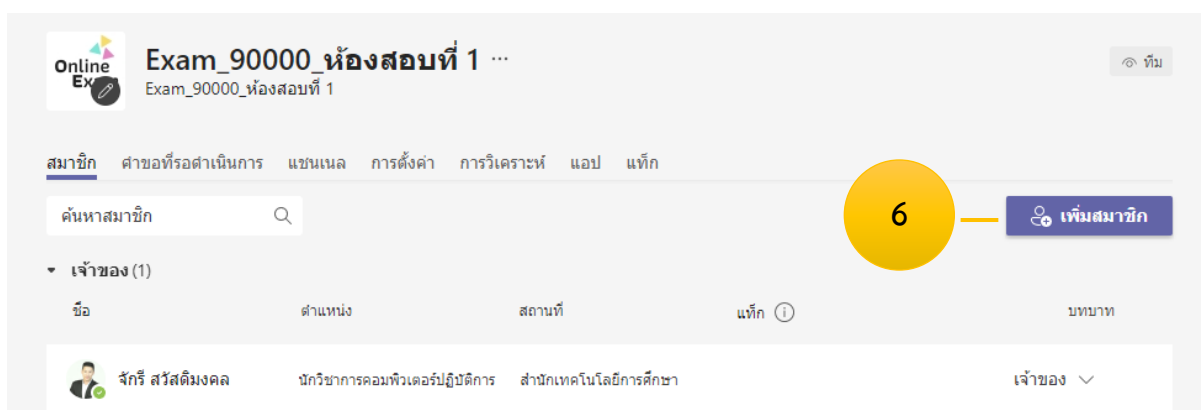 Online
Ex
Exam_90000_ห้องสอบที่ 1 ...
Exam_90000_ห้องสอบที่ 1
ทีม
สมาชิก คำขอที่รอดำเนินการ แชนเนล การตั้งค่า การวิเคราะห์ แอป แท็ก
ค้นหาสมาชิก
6
เพิ่มสมาชิก
เจ้าของ (1)
ชื่อ ตำแหน่ง สถานที่ แท็ก บทบาท
จักรี สวัสดิมงคล นักวิชาการคอมพิวเตอร์ปฏิบัติการ สำนักเทคโนโลยีการศึกษา เจ้าของ